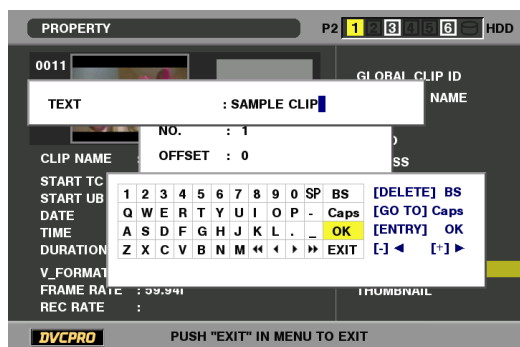 PROPERTY
P2 1 2 3 4 5 6 HDD
0011
GLOBAL CLIP ID
TEXT : SAMPLE CLIP
NAME
NO. : 1
OFFSET : 0
CLIP NAME :
START TC
START UB
DATE
TIME
DURATION
V_FORMAT
FRAME RATE : 59.94I
REC RATE :
1 2 3 4 5 6 7 8 9 0 SP BS
Q W E R T Y U I O P - Caps
A S D F G H J K L . _ OK
Z X C V B N M ◂◂ ◂ ▸ ▸▸ EXIT
[DELETE] BS
[GO TO] Caps
[ENTRY] OK
[-] ◀ [+] ▶
THUMBNAIL
DVCPRO
PUSH "EXIT" IN MENU TO EXIT